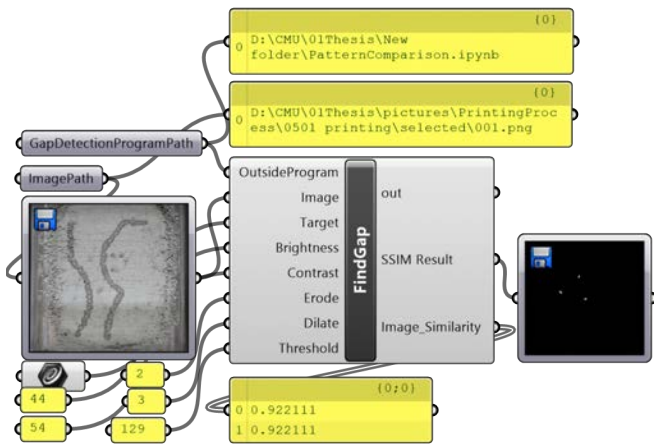 {0}
0 D:\CMU\01Thesis\New
folder\PatternComparison.ipynb
{0}
0 D:\CMU\01Thesis\pictures\PrintingProc
ess\0501 printing\selected\001.png
GapDetectionProgramPath
ImagePath
OutsideProgram
Image
Target
Brightness
Contrast
Erode
Dilate
Threshold
FindGap
out
SSIM Result
Image_Similarity
2
44
3
54
129
{0;0}
0 0.922111
1 0.922111